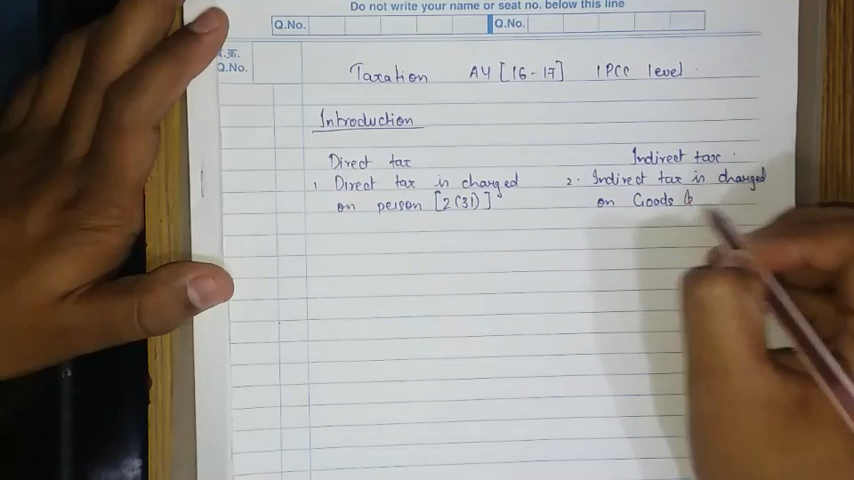 Do not write your name or seat no. below this line
Q.No. Q.No.
प्र.क्र.
Q.No.
Taxation AY [16-17] IPCC level
Introduction
Direct tax Indirect tax
1. Direct tax is charged 2. Indirect tax is charged
on person [2(31)] on Goods &